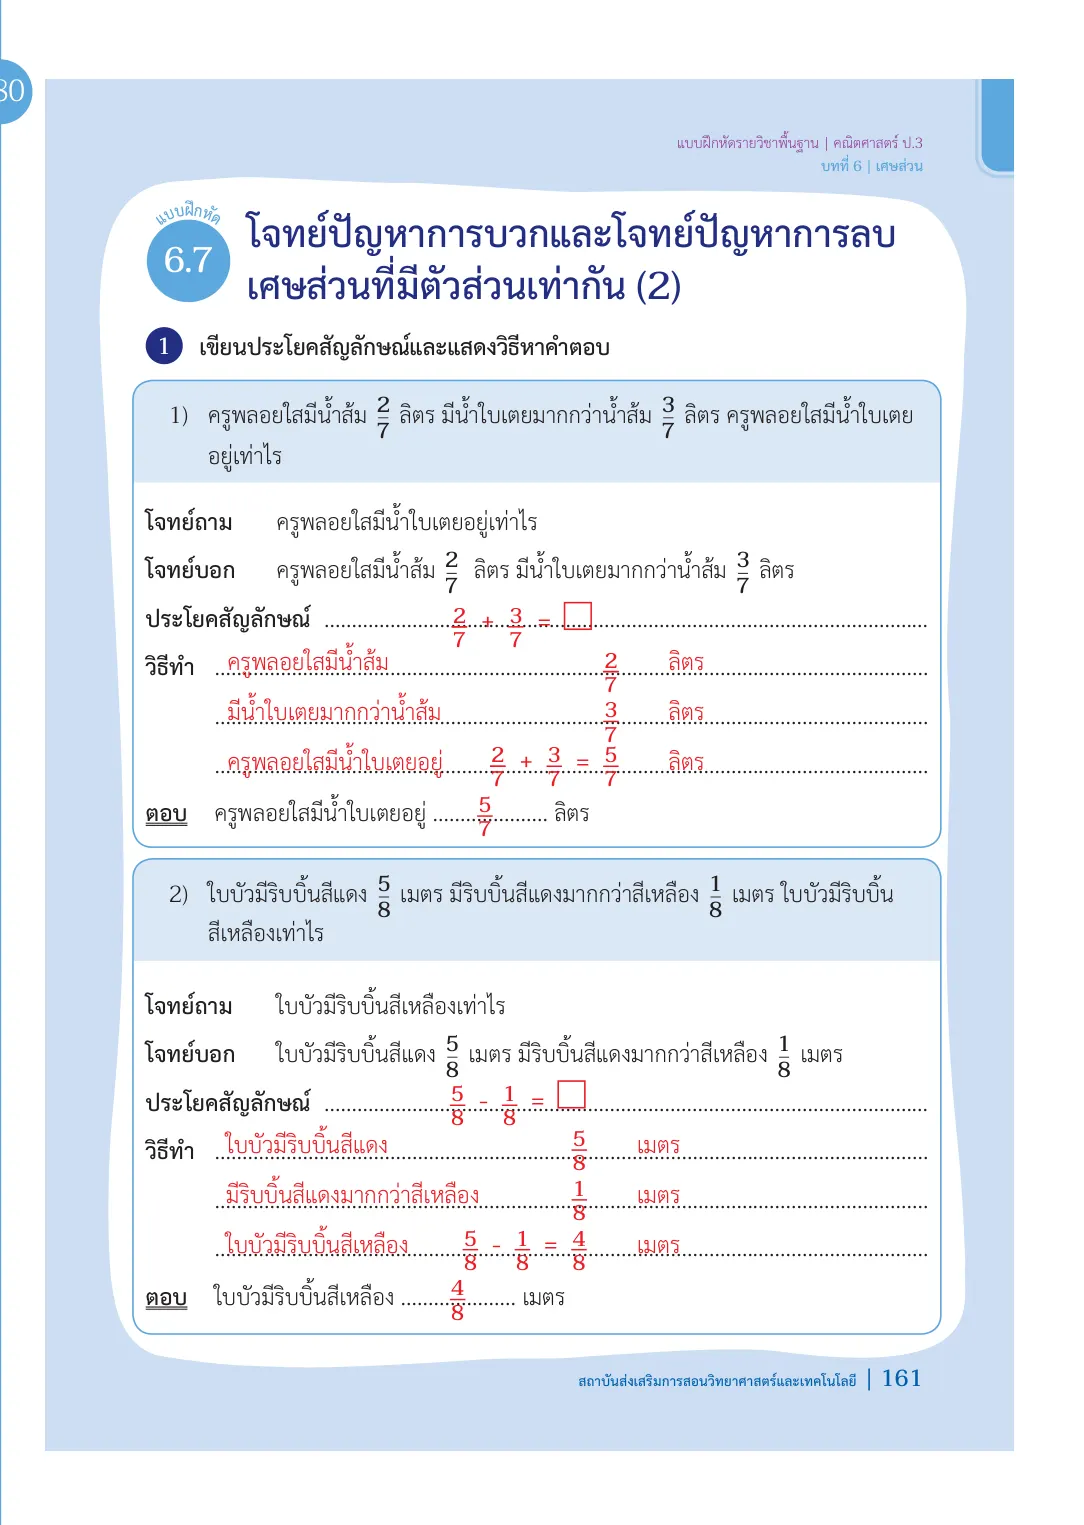 80
แบบฝึกหัดรายวิชาพื้นฐาน | คณิตศาสตร์ ป.3
บทที่ 6 | เศษส่วน
แบบฝึกหัด
6.7
โจทย์ปัญหาการบวกและโจทย์ปัญหาการลบ
เศษส่วนที่มีตัวส่วนเท่ากัน (2)
1 เขียนประโยคสัญลักษณ์และแสดงวิธีหาคำตอบ
1) ครูพลอยใสมีน้ำส้ม 2/7 ลิตร มีน้ำใบเตยมากกว่าน้ำส้ม 3/7 ลิตร ครูพลอยใสมีน้ำใบเตย
อยู่เท่าไร
โจทย์ถาม ครูพลอยใสมีน้ำใบเตยอยู่เท่าไร
โจทย์บอก ครูพลอยใสมีน้ำส้ม 2/7 ลิตร มีน้ำใบเตยมากกว่าน้ำส้ม 3/7 ลิตร
ประโยคสัญลักษณ์ 2/7 + 3/7 = □
วิธีทำ ครูพลอยใสมีน้ำส้ม 2/7 ลิตร
มีน้ำใบเตยมากกว่าน้ำส้ม 3/7 ลิตร
ครูพลอยใสมีน้ำใบเตยอยู่ 2/7 + 3/7 = 5/7 ลิตร
ตอบ ครูพลอยใสมีน้ำใบเตยอยู่ 5/7 ลิตร
2) ใบบัวมีริบบิ้นสีแดง 5/8 เมตร มีริบบิ้นสีแดงมากกว่าสีเหลือง 1/8 เมตร ใบบัวมีริบบิ้น
สีเหลืองเท่าไร
โจทย์ถาม ใบบัวมีริบบิ้นสีเหลืองเท่าไร
โจทย์บอก ใบบัวมีริบบิ้นสีแดง 5/8 เมตร มีริบบิ้นสีแดงมากกว่าสีเหลือง 1/8 เมตร
ประโยคสัญลักษณ์ 5/8 - 1/8 = □
วิธีทำ ใบบัวมีริบบิ้นสีแดง 5/8 เมตร
มีริบบิ้นสีแดงมากกว่าสีเหลือง 1/8 เมตร
ใบบัวมีริบบิ้นสีเหลือง 5/8 - 1/8 = 4/8 เมตร
ตอบ ใบบัวมีริบบิ้นสีเหลือง 4/8 เมตร
สถาบันส่งเสริมการสอนวิทยาศาสตร์และเทคโนโลยี | 161